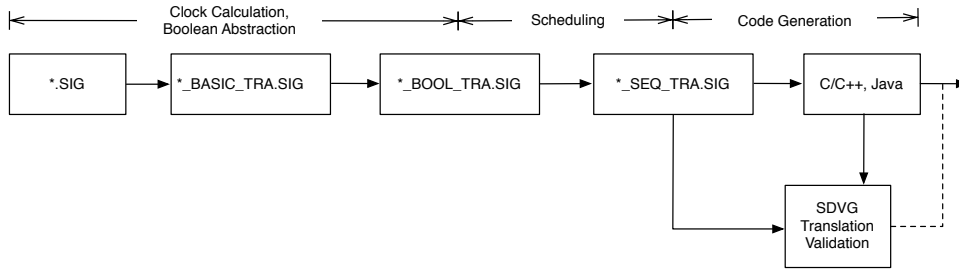 Clock Calculation,
Boolean Abstraction
Scheduling
Code Generation
*.SIG
*_BASIC_TRA.SIG
*_BOOL_TRA.SIG
*_SEQ_TRA.SIG
C/C++, Java
SDVG
Translation
Validation